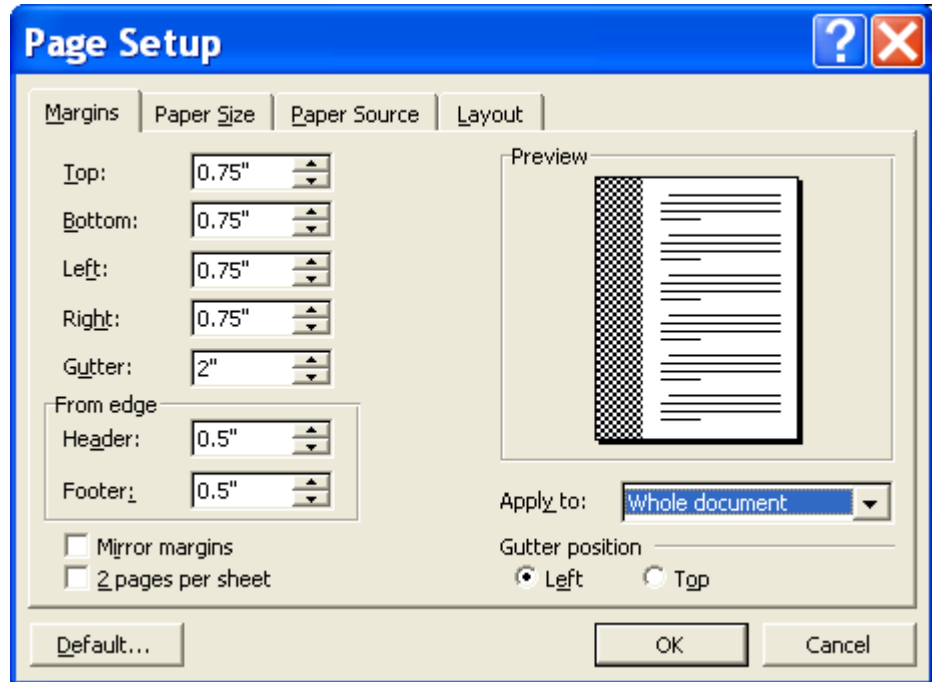 Page Setup
Margins Paper Size Paper Source Layout
Top: 0.75"
Bottom: 0.75"
Left: 0.75"
Right: 0.75"
Gutter: 2"
From edge
Header: 0.5"
Footer: 0.5"
Mirror margins
2 pages per sheet
Preview
Apply to: Whole document
Gutter position
Left Top
Default... OK Cancel